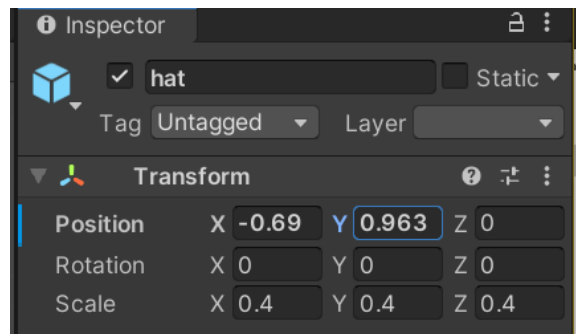 Inspector
hat Static
Tag Untagged Layer
Transform
Position X -0.69 Y 0.963 Z 0
Rotation X 0 Y 0 Z 0
Scale X 0.4 Y 0.4 Z 0.4